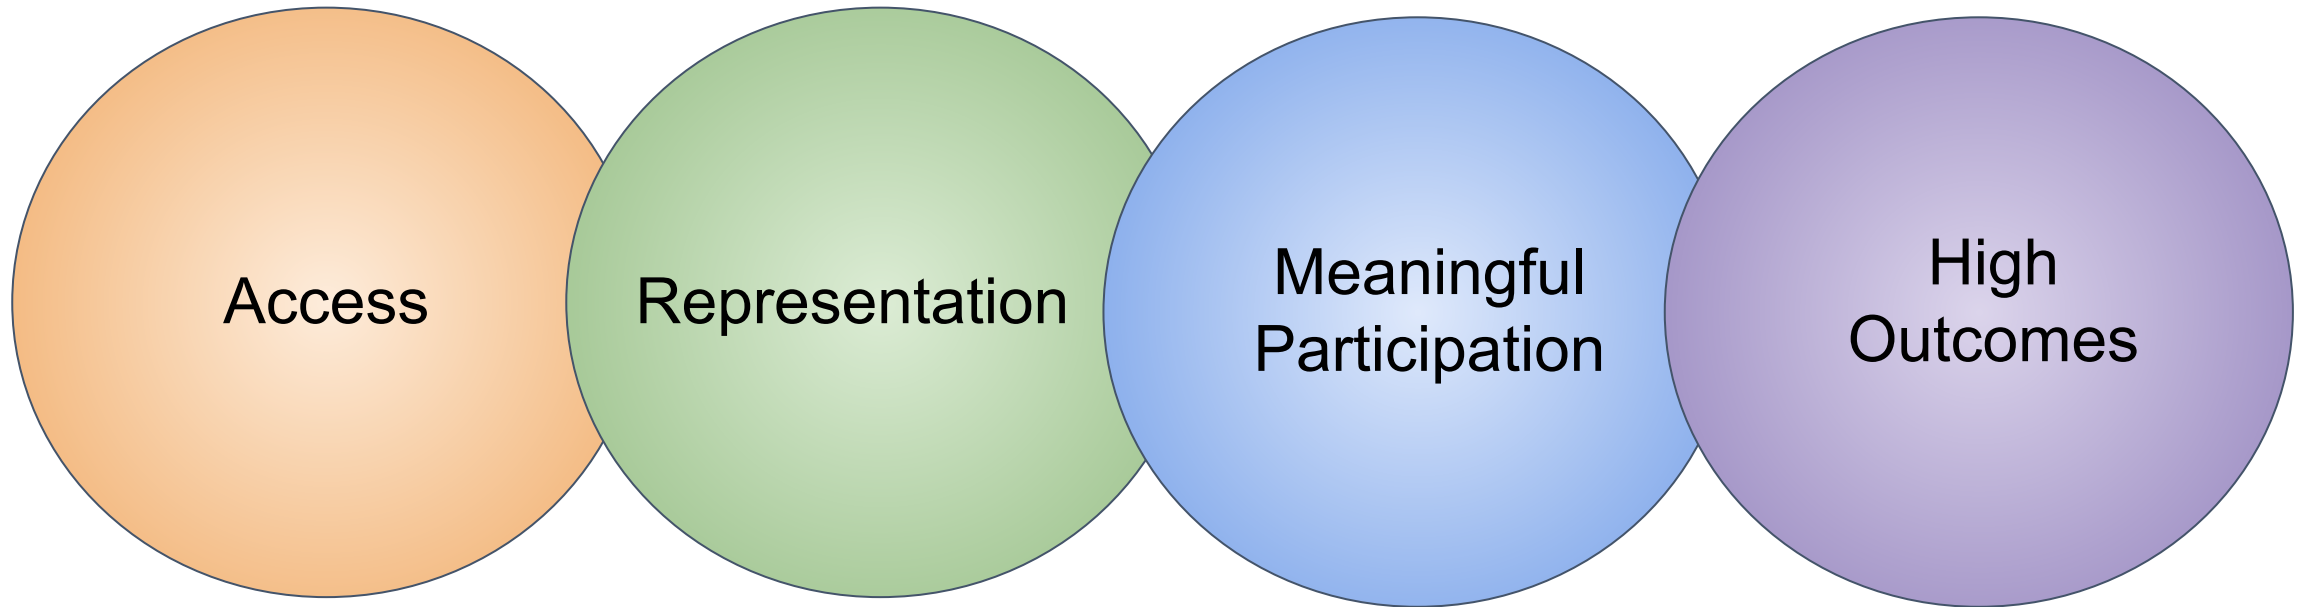 Access
Representation
Meaningful
Participation
High
Outcomes